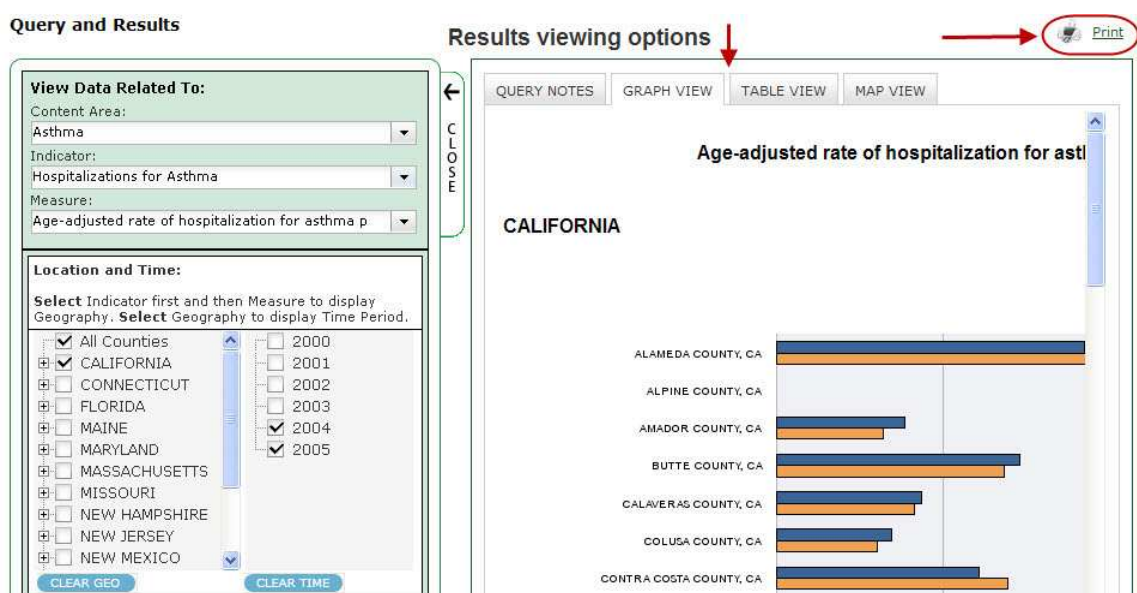 Query and Results
Results viewing options
Print
View Data Related To:
Content Area:
Asthma
Indicator:
Hospitalizations for Asthma
Measure:
Age-adjusted rate of hospitalization for asthma p
Location and Time:
Select Indicator first and then Measure to display
Geography. Select Geography to display Time Period.
All Counties
CALIFORNIA
CONNECTICUT
FLORIDA
MAINE
MARYLAND
MASSACHUSETTS
MISSOURI
NEW HAMPSHIRE
NEW JERSEY
NEW MEXICO
2000
2001
2002
2003
2004
2005
CLEAR GEO
CLEAR TIME
CLOSE
QUERY NOTES
GRAPH VIEW
TABLE VIEW
MAP VIEW
Age-adjusted rate of hospitalization for
CALIFORNIA
ALAMEDA COUNTY, CA
ALPINE COUNTY, CA
AMADOR COUNTY, CA
BUTTE COUNTY, CA
CALAVERAS COUNTY, CA
COLUSA COUNTY, CA
CONTRA COSTA COUNTY, CA